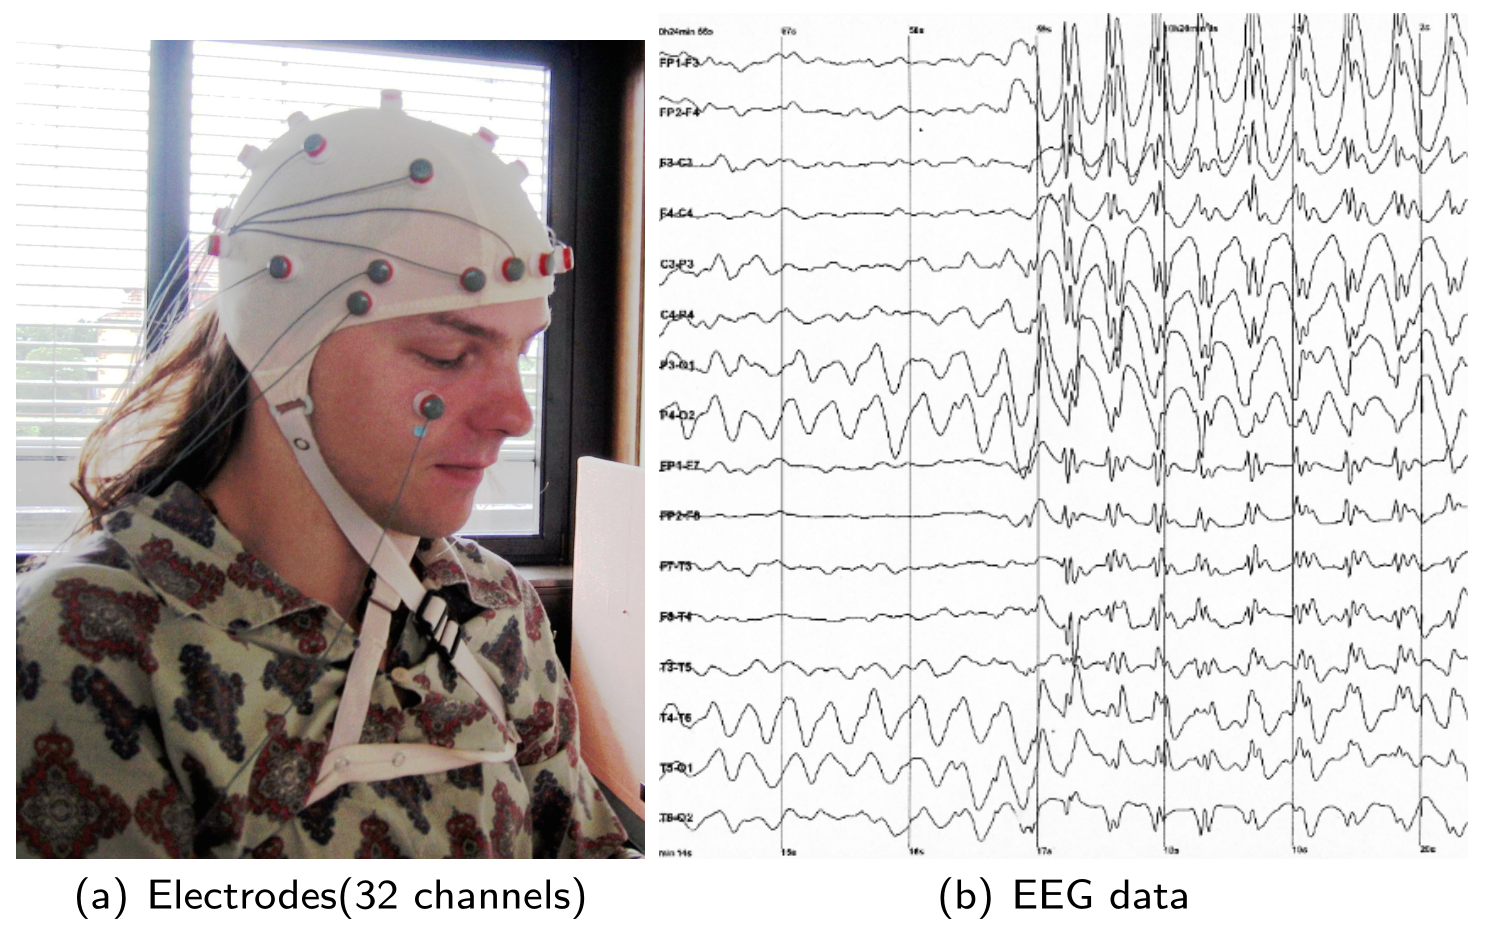 0h24min 56s 57s 58s 59s 0h24min 0s 1s 2s
FP1-F3
FP2-F4
F3-C3
F4-C4
C3-P3
C4-P4
P3-O1
P4-O2
FP1-F7
FP2-F8
F7-T3
F8-T4
T3-T5
T4-T6
T5-O1
T6-O2
min 14s 15s 16s 17s 18s 19s 20s
(a) Electrodes(32 channels)
(b) EEG data